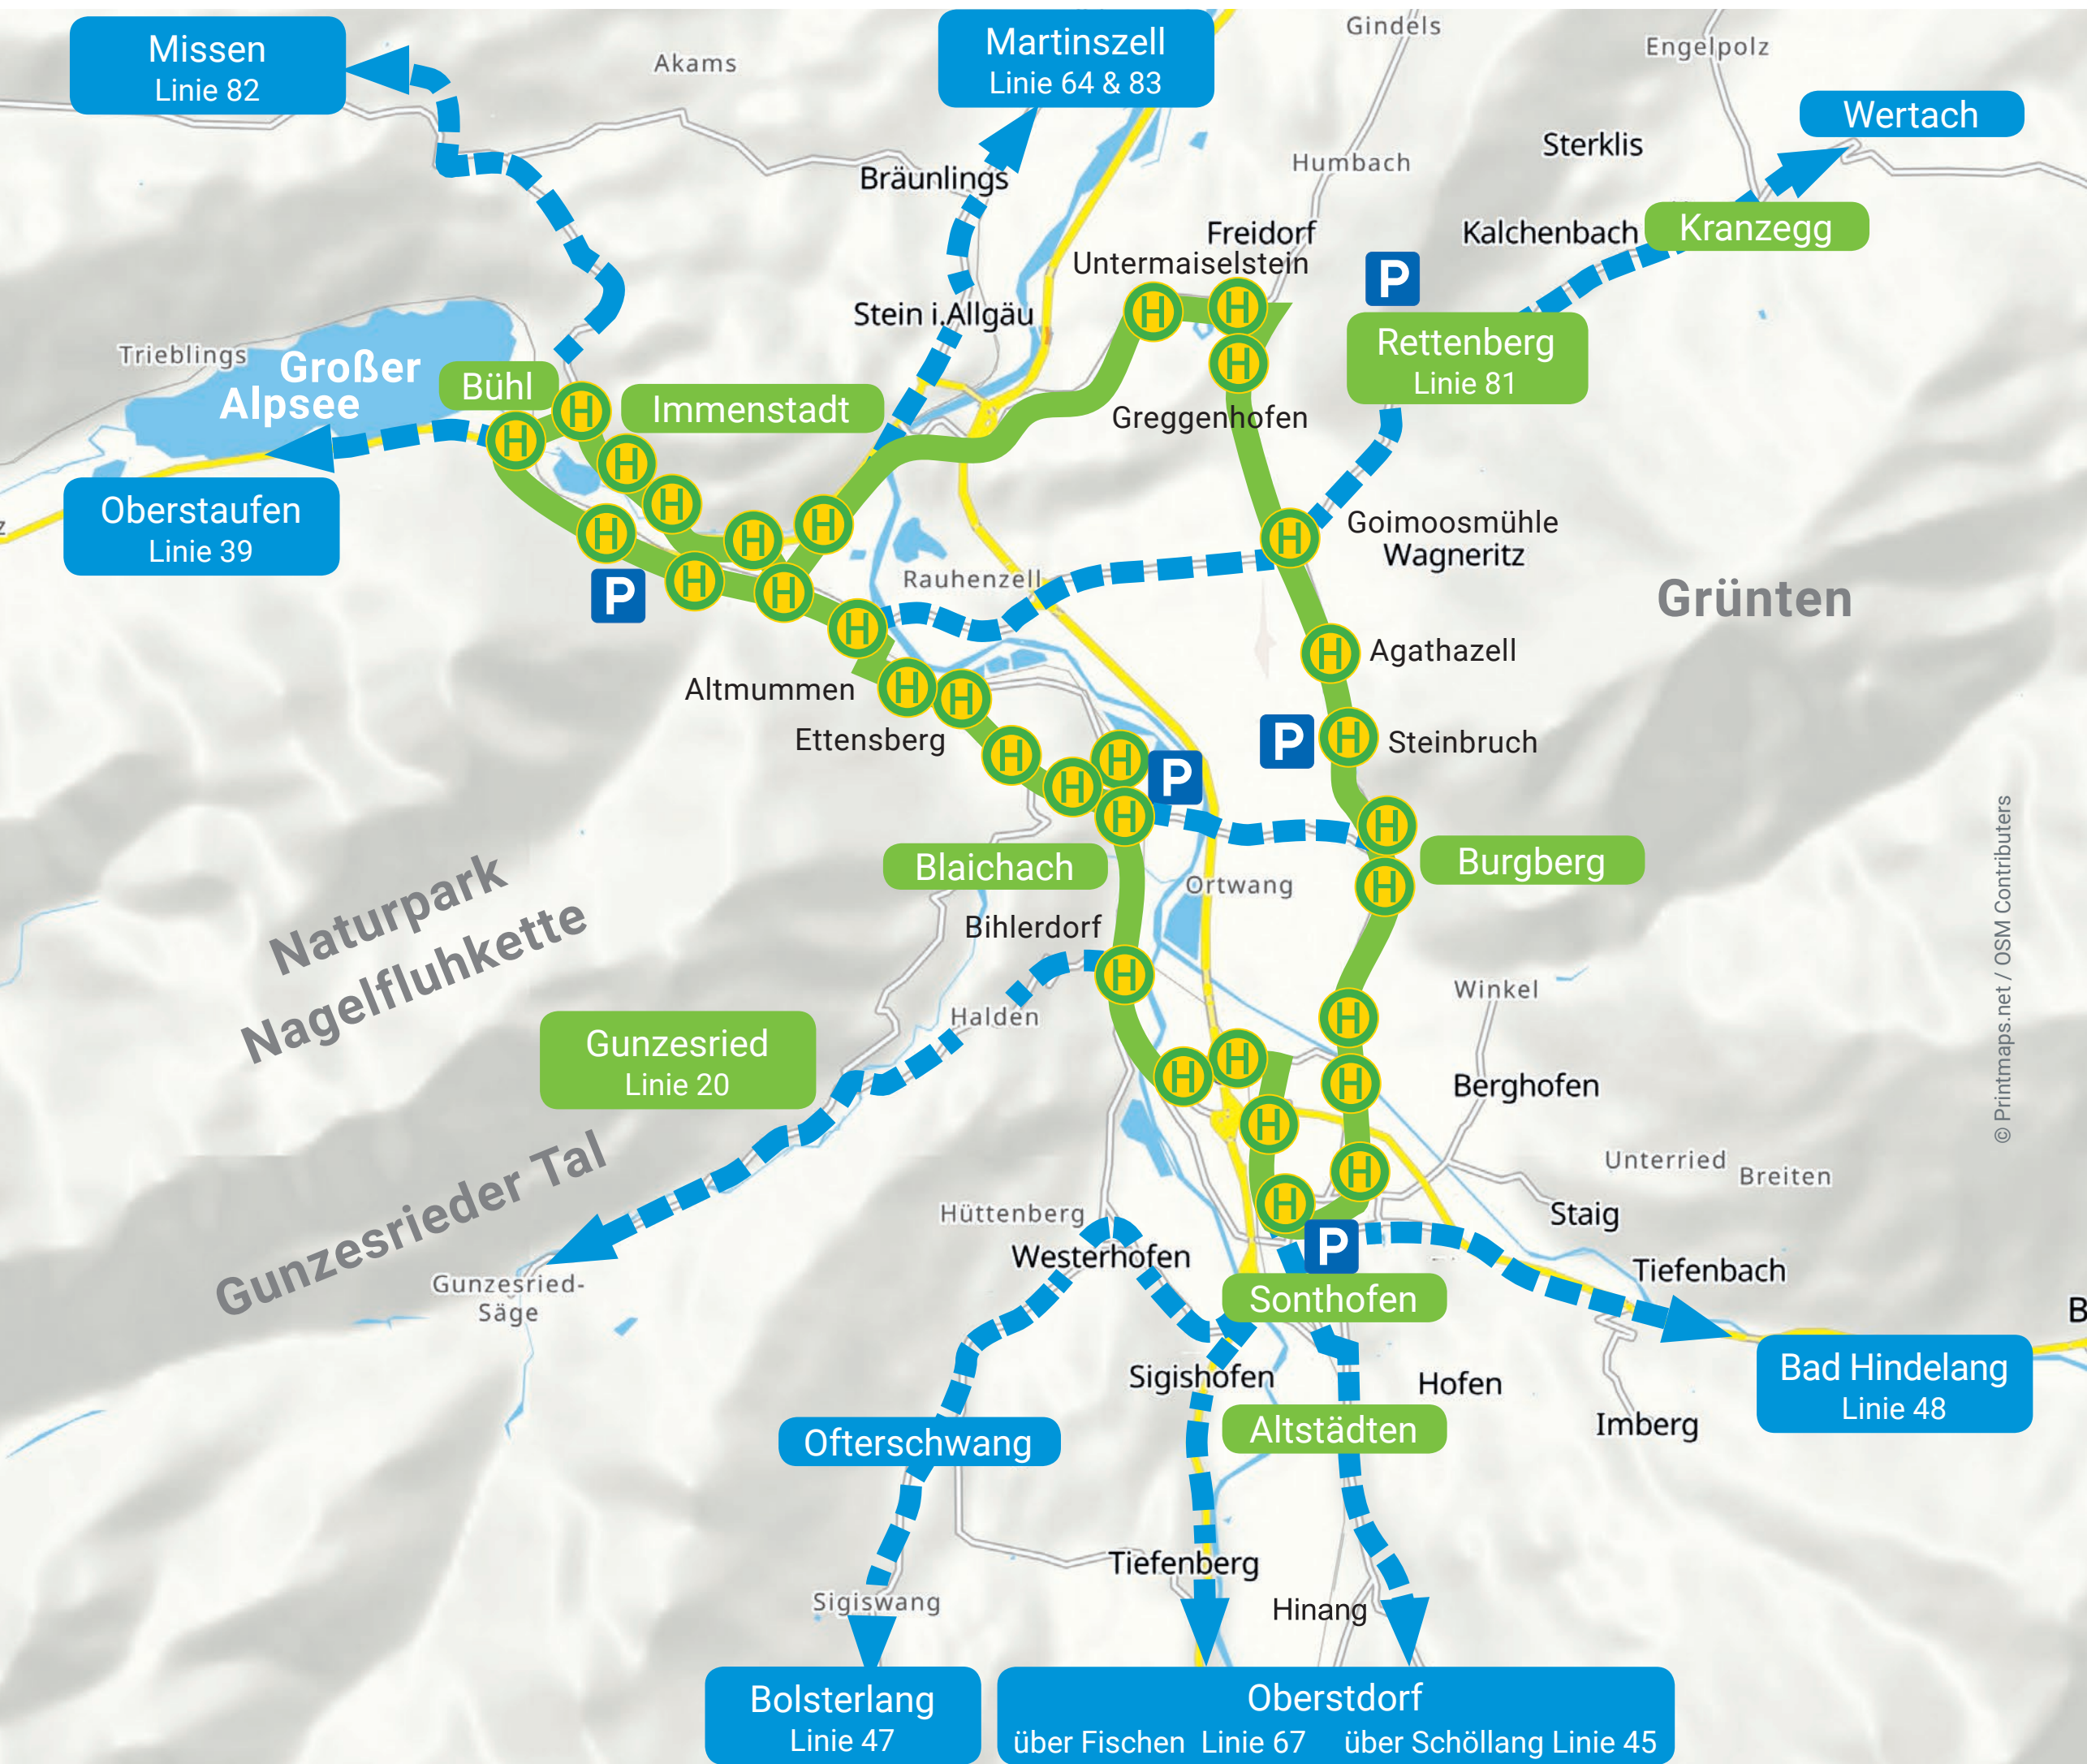 Missen
Linie 82
Martinszell
Linie 64 & 83
Gindels
Engelpolz
Akams
Wertach
Sterklis
Humbach
Bräunlings
Freidorf
Kalchenbach
Kranzegg
Untermaiselstein
P
Stein i.Allgäu
Rettenberg
Linie 81
Trieblings
Großer
Alpsee
Bühl
H
H
H
H
H
Immenstadt
Greggenhofen
H
H
H
H
H
H
H
H
H
Oberstaufen
Linie 39
z
Goimoosmühle
Wagneritz
Rauhenzell
P
Grünten
H
Agathazell
Altmummen
H
H
Ettensberg
P
H
Steinbruch
H
H
H
H
P
H
H
Blaichach
Burgberg
Ortwang
Bihlerdorf
H
Naturpark
Nagelfluhkette
© Printmaps.net / OSM Contributers
Winkel
Halden
H
Gunzesried
Linie 20
H
H
H
Berghofen
H
H
H
Unterried
Breiten
Gunzesrieder Tal
Hüttenberg
Staig
Westerhofen
P
Tiefenbach
Gunzesried-
Säge
Sonthofen
B
Sigishofen
Hofen
Bad Hindelang
Linie 48
Imberg
Ofterschwang
Altstädten
Tiefenberg
Sigiswang
Hinang
Bolsterlang
Linie 47
Oberstdorf
über Fischen Linie 67 über Schöllang Linie 45